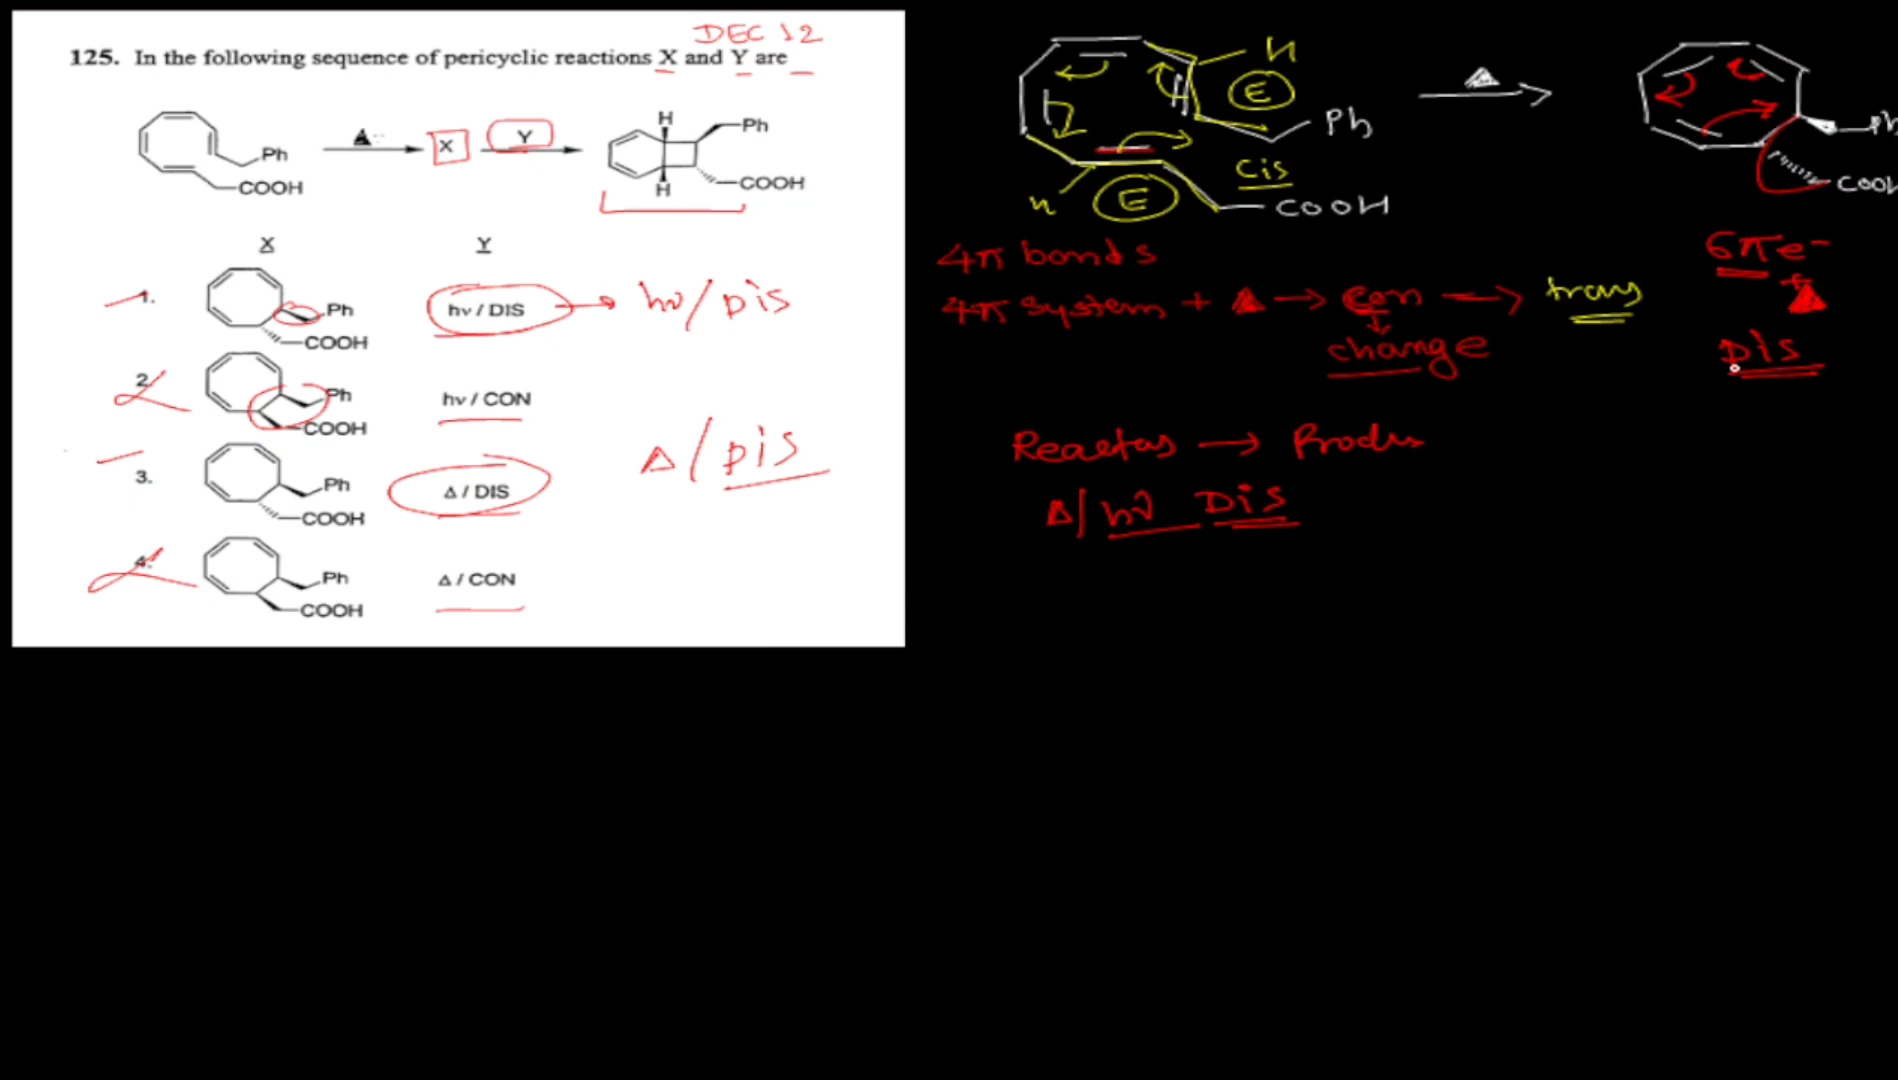 DEC 12
125. In the following sequence of pericyclic reactions X and Y are
Ph
COOH
Δ
X
Y
H
H
Ph
COOH
X
Y
1.
Ph
COOH
hν / DIS
hν/Dis
2.
Ph
COOH
hν / CON
3.
Ph
COOH
Δ / DIS
Δ/Dis
4.
Ph
COOH
Δ / CON
H
E
Ph
Cis
H
E
COOH
Δ
Ph
COOH
4π bonds
4π system + Δ → Con → trans
change
6π e-
+
Δ
Dis
Reactas → Produ
Δ/hν Dis